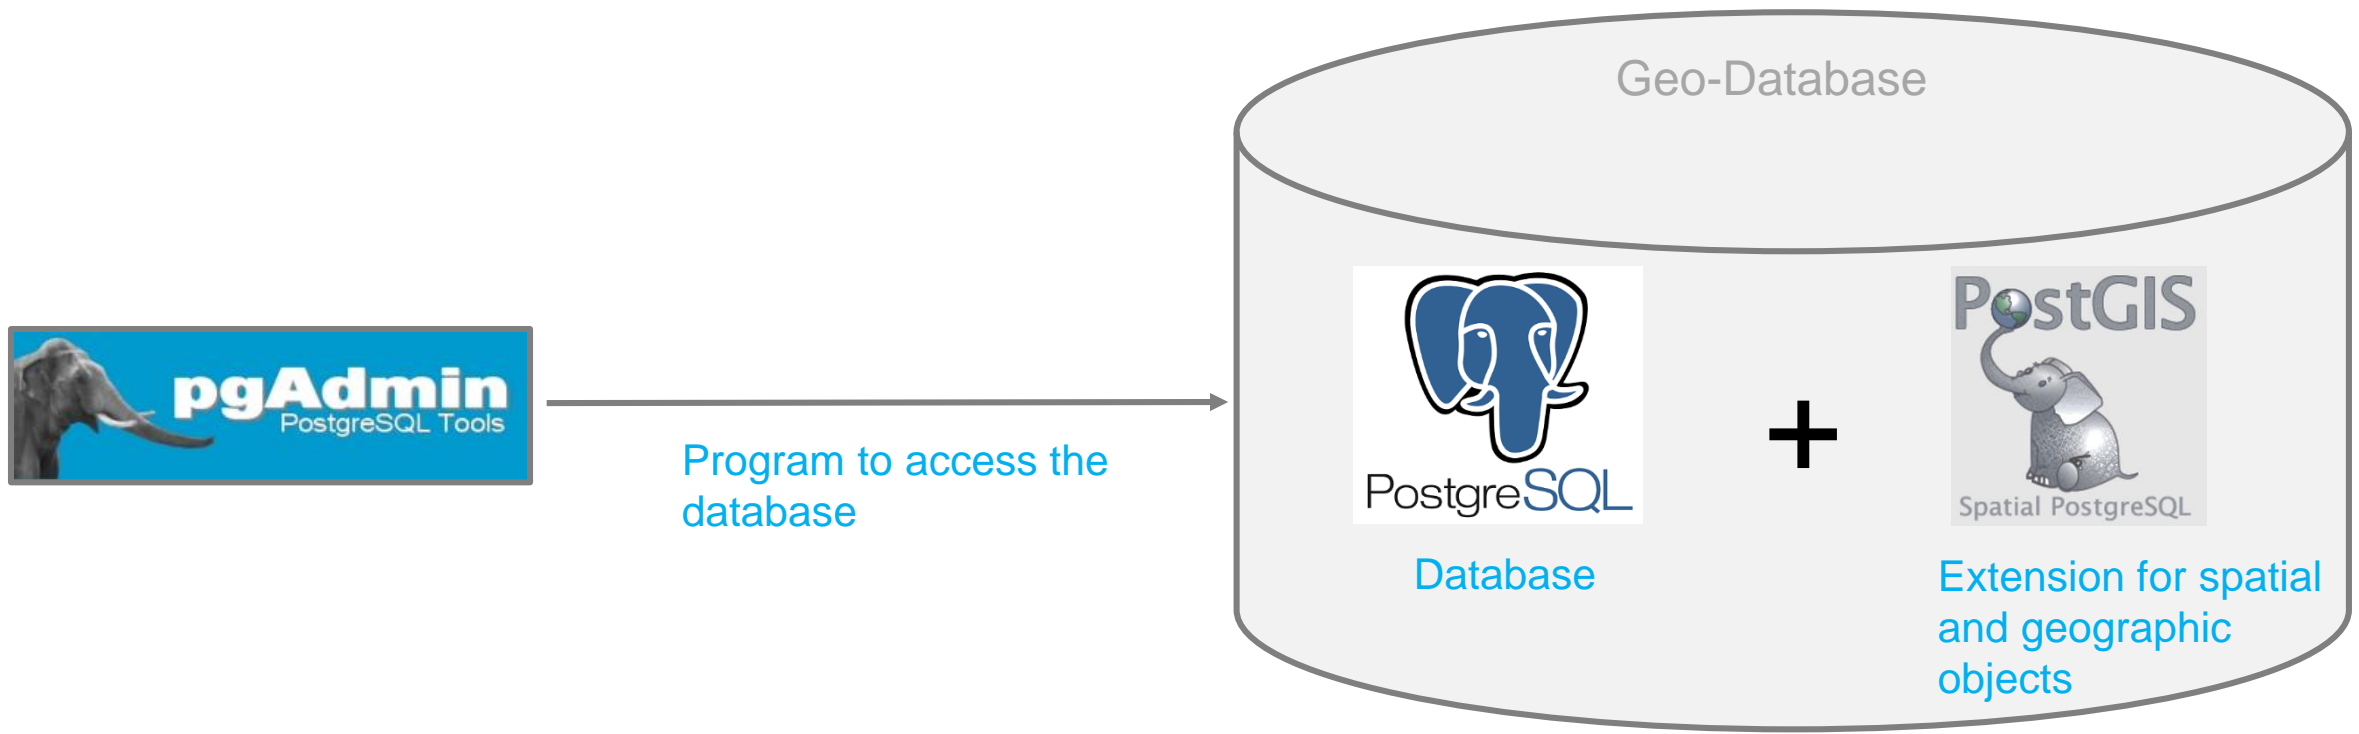 Geo-Database
pgAdmin
PostgreSQL Tools
Program to access the
database
PostgreSQL
Database
+
PostGIS
Spatial PostgreSQL
Extension for spatial
and geographic
objects